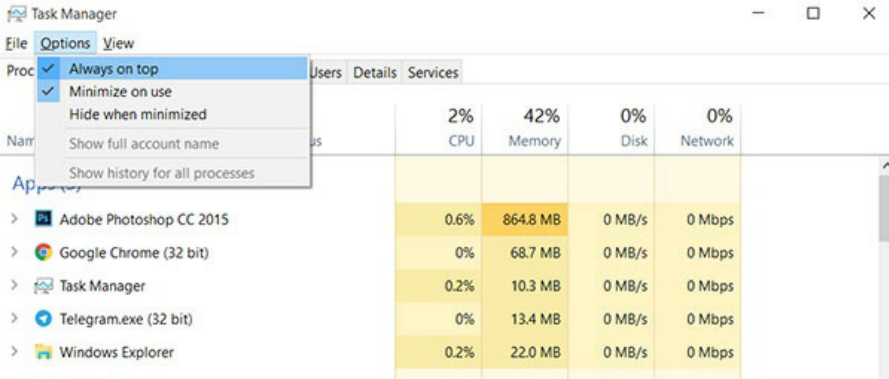 Task Manager
File Options View
Proc Users Details Services
Always on top
Minimize on use
Hide when minimized
Show full account name
Show history for all processes
2% 42% 0% 0%
Nam us CPU Memory Disk Network
Apps (5)
Adobe Photoshop CC 2015 0.6% 864.8 MB 0 MB/s 0 Mbps
Google Chrome (32 bit) 0% 68.7 MB 0 MB/s 0 Mbps
Task Manager 0.2% 10.3 MB 0 MB/s 0 Mbps
Telegram.exe (32 bit) 0% 13.4 MB 0 MB/s 0 Mbps
Windows Explorer 0.2% 22.0 MB 0 MB/s 0 Mbps